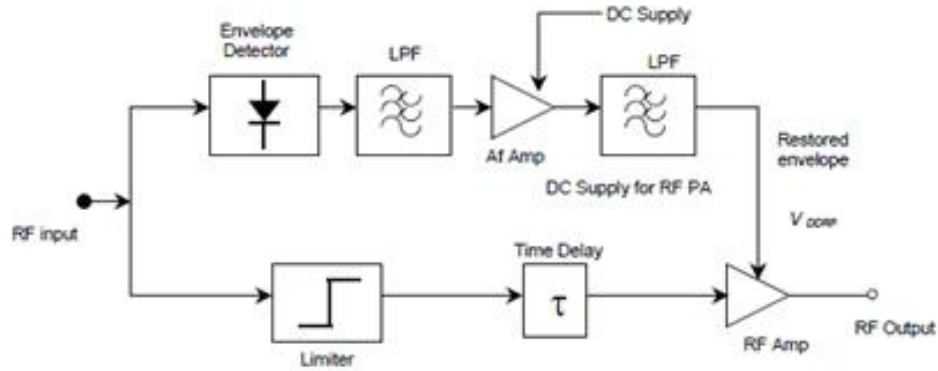 DC Supply
Envelope
Detector
LPF
LPF
Af Amp
Restored
envelope
DC Supply for RF PA
RF input
Time Delay
τ
Limiter
RF Amp
RF Output